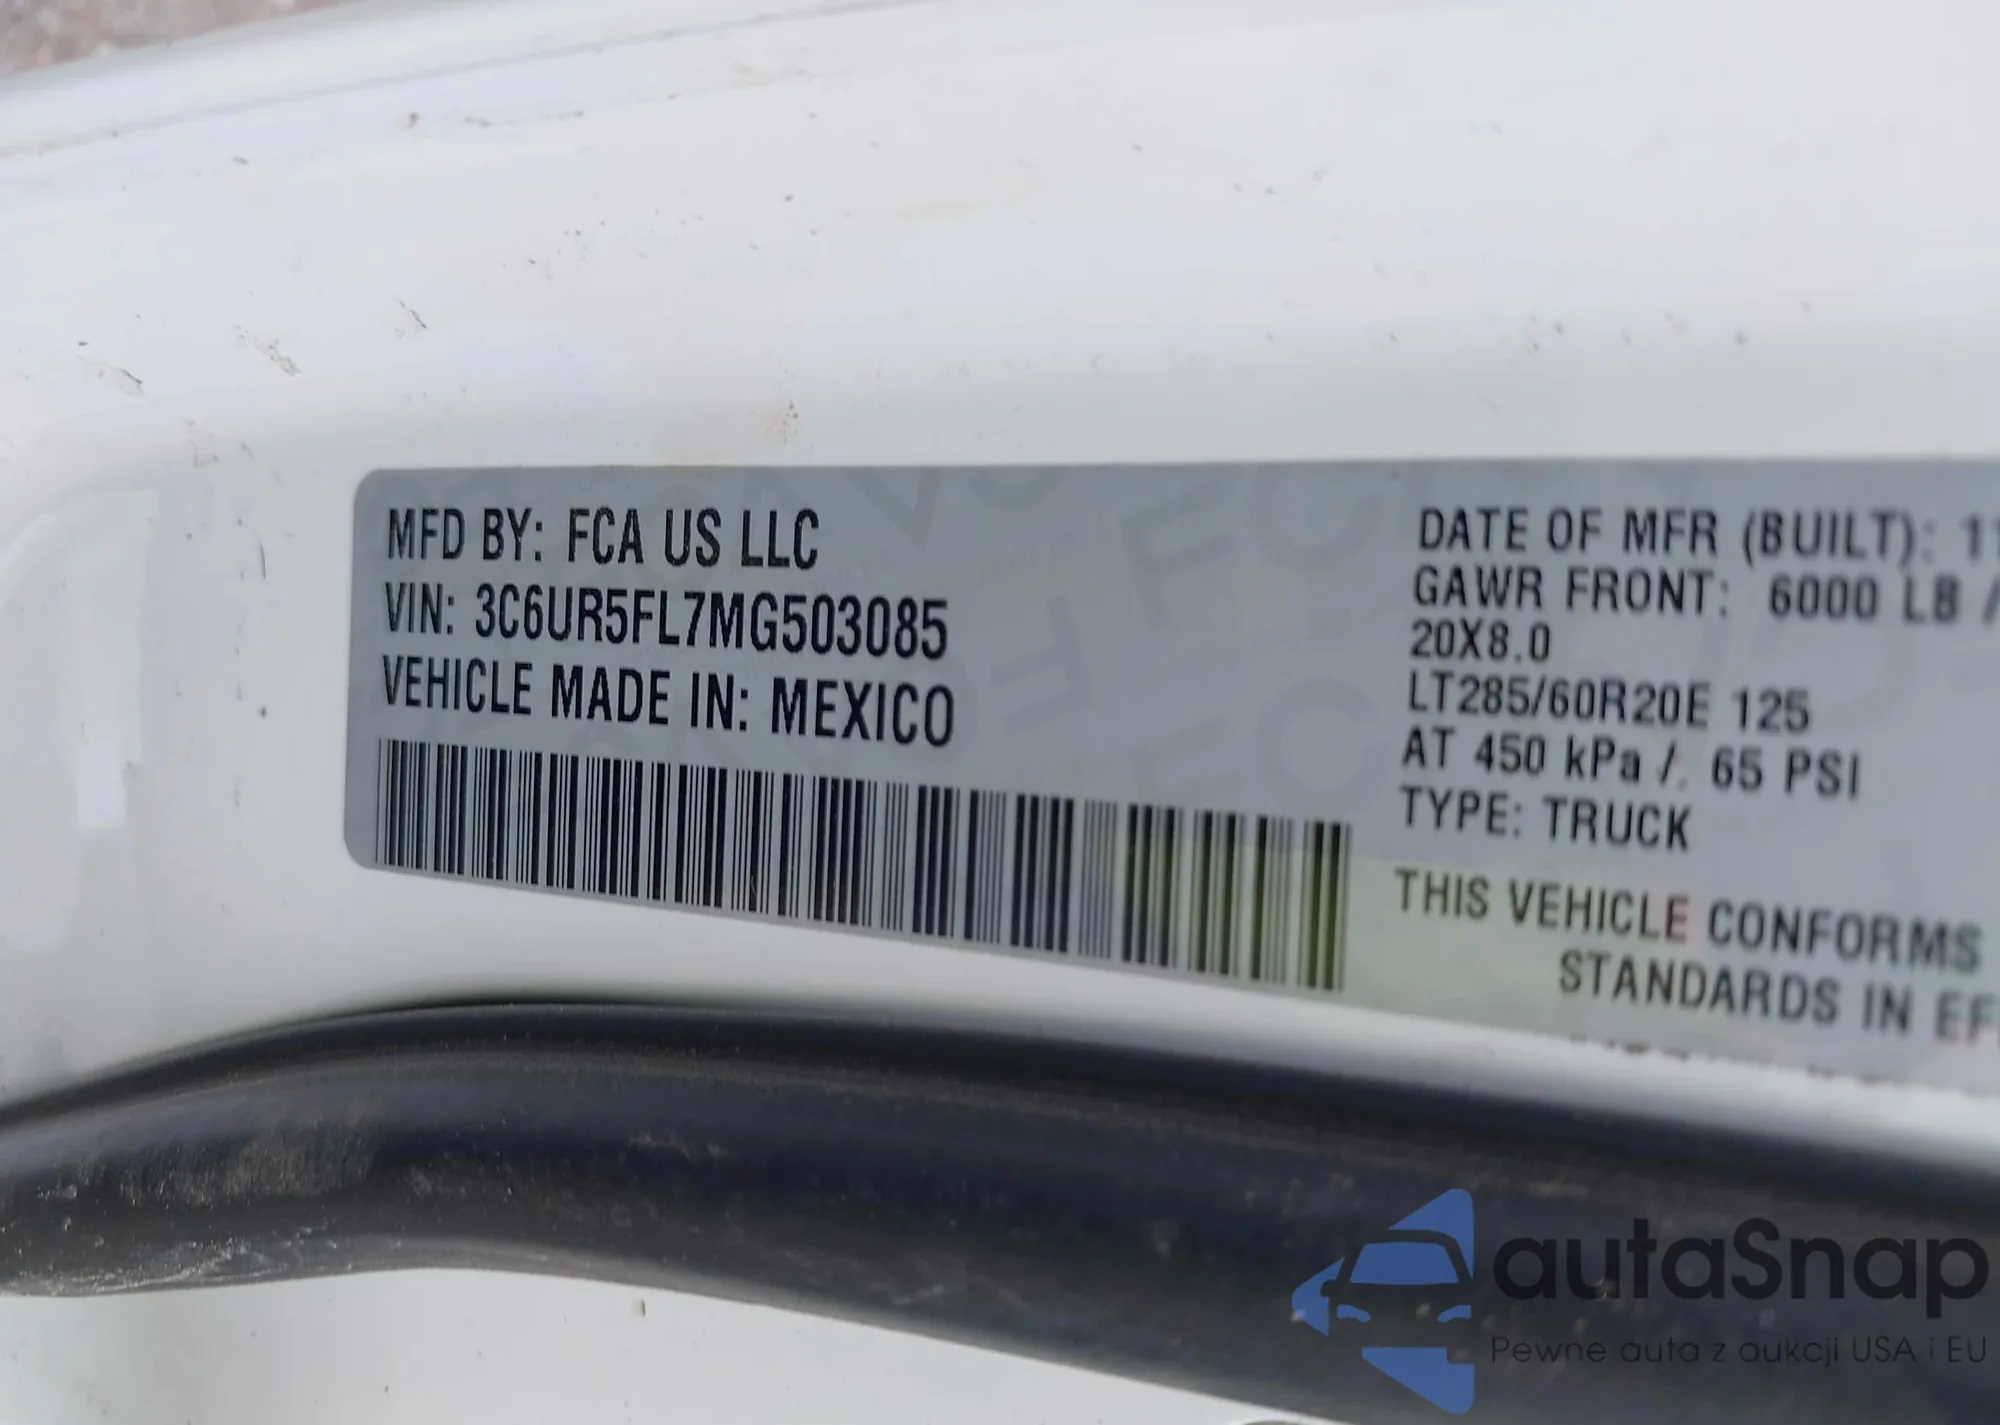 MFD BY: FCA US LLC
VIN: 3C6UR5FL7MG503085
VEHICLE MADE IN: MEXICO
DATE OF MFR (BUILT): 11
GAWR FRONT: 6000 LB /
20X8.0
LT285/60R20E 125
AT 450 kPa / 65 PSI
TYPE: TRUCK
THIS VEHICLE CONFORMS
STANDARDS IN EF
autaSnap
Pewne auta z aukcji USA i EU